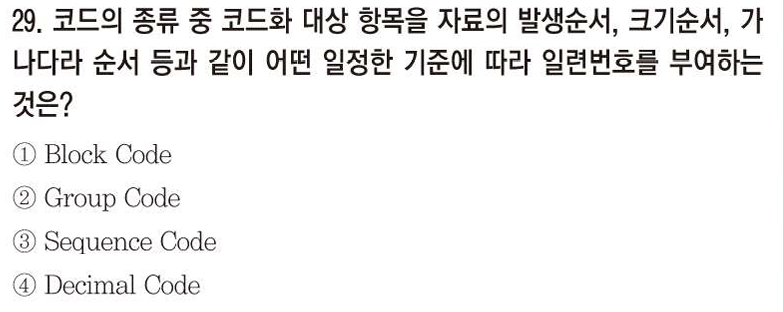 29. 코드의 종류 중 코드화 대상 항목을 자료의 발생순서, 크기순서, 가
나다라 순서 등과 같이 어떤 일정한 기준에 따라 일련번호를 부여하는
것은?
① Block Code
② Group Code
③ Sequence Code
④ Decimal Code